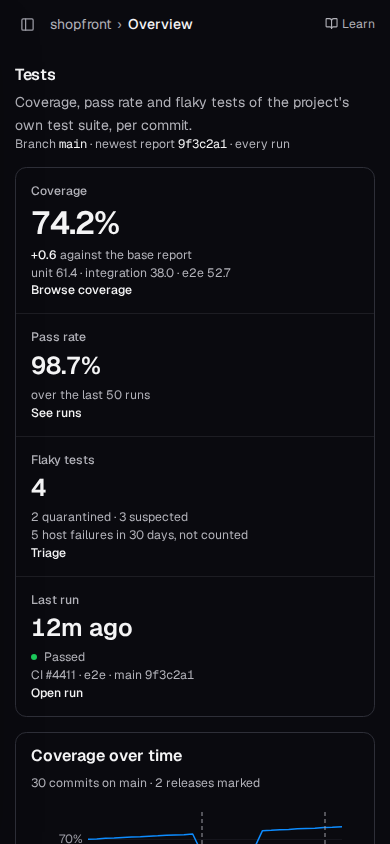 shopfront › Overview
Learn
Tests
Coverage, pass rate and flaky tests of the project's
own test suite, per commit.
Branch main · newest report 9f3c2a1 · every run
Coverage
74.2%
+0.6 against the base report
unit 61.4 · integration 38.0 · e2e 52.7
Browse coverage
Pass rate
98.7%
over the last 50 runs
See runs
Flaky tests
4
2 quarantined · 3 suspected
5 host failures in 30 days, not counted
Triage
Last run
12m ago
Passed
CI #4411 · e2e · main 9f3c2a1
Open run
Coverage over time
30 commits on main · 2 releases marked
70%